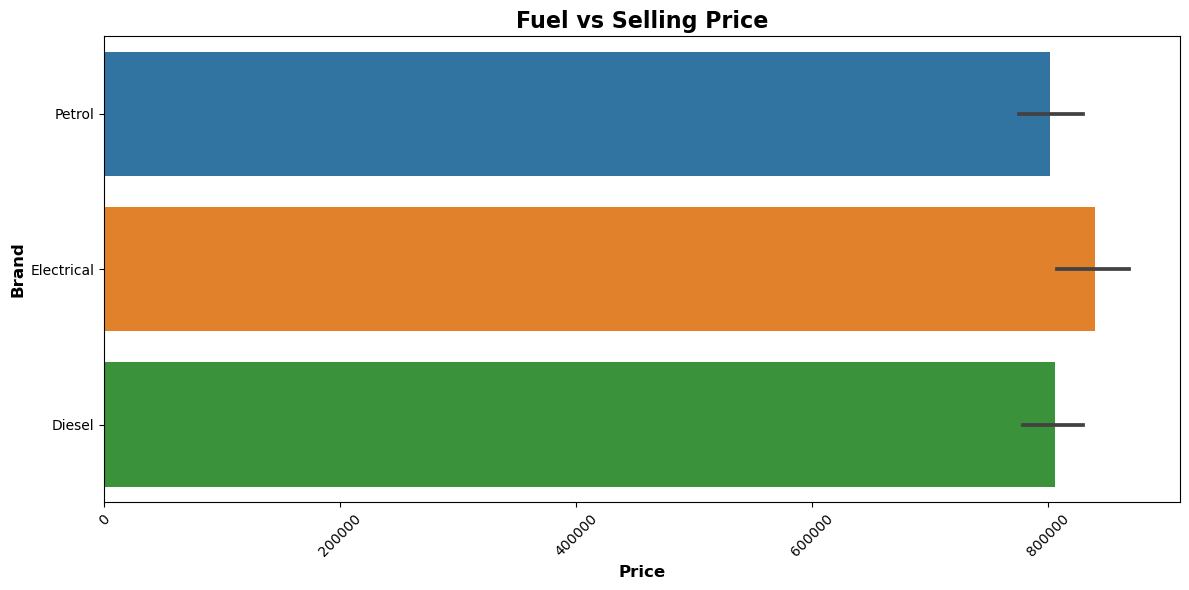 Fuel vs Selling Price
Brand
Petrol
Electrical
Diesel
0
200000
400000
600000
800000
Price